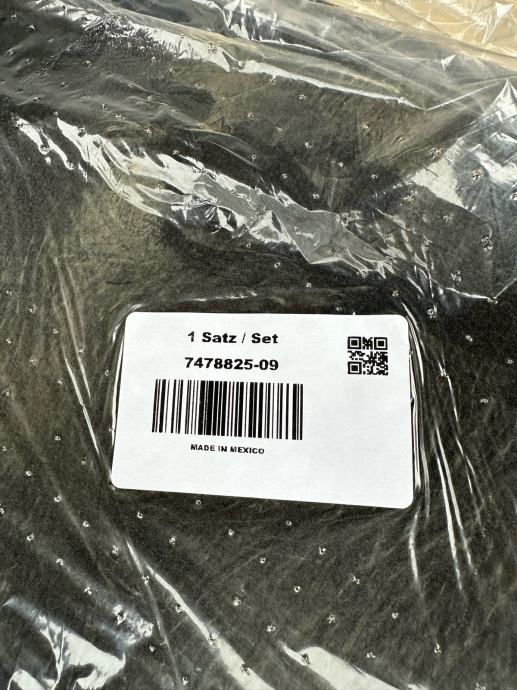 1 Satz / Set
7478825-09
MADE IN MEXICO